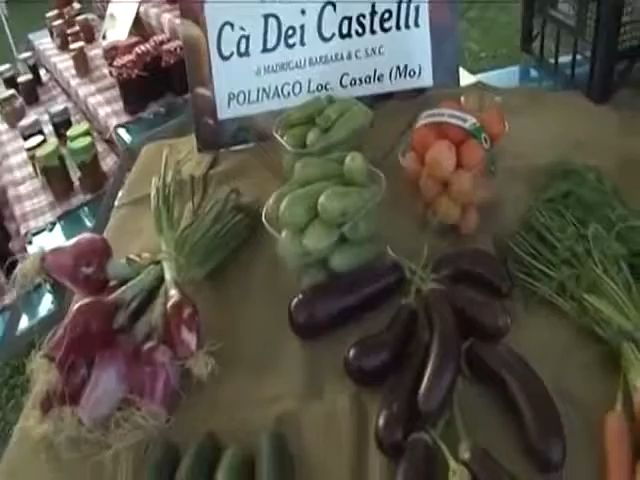 Cà Dei Castelli
di MADRIGALI BARBARA & C. S.N.C.
POLINAGO Loc. Casale (Mo)